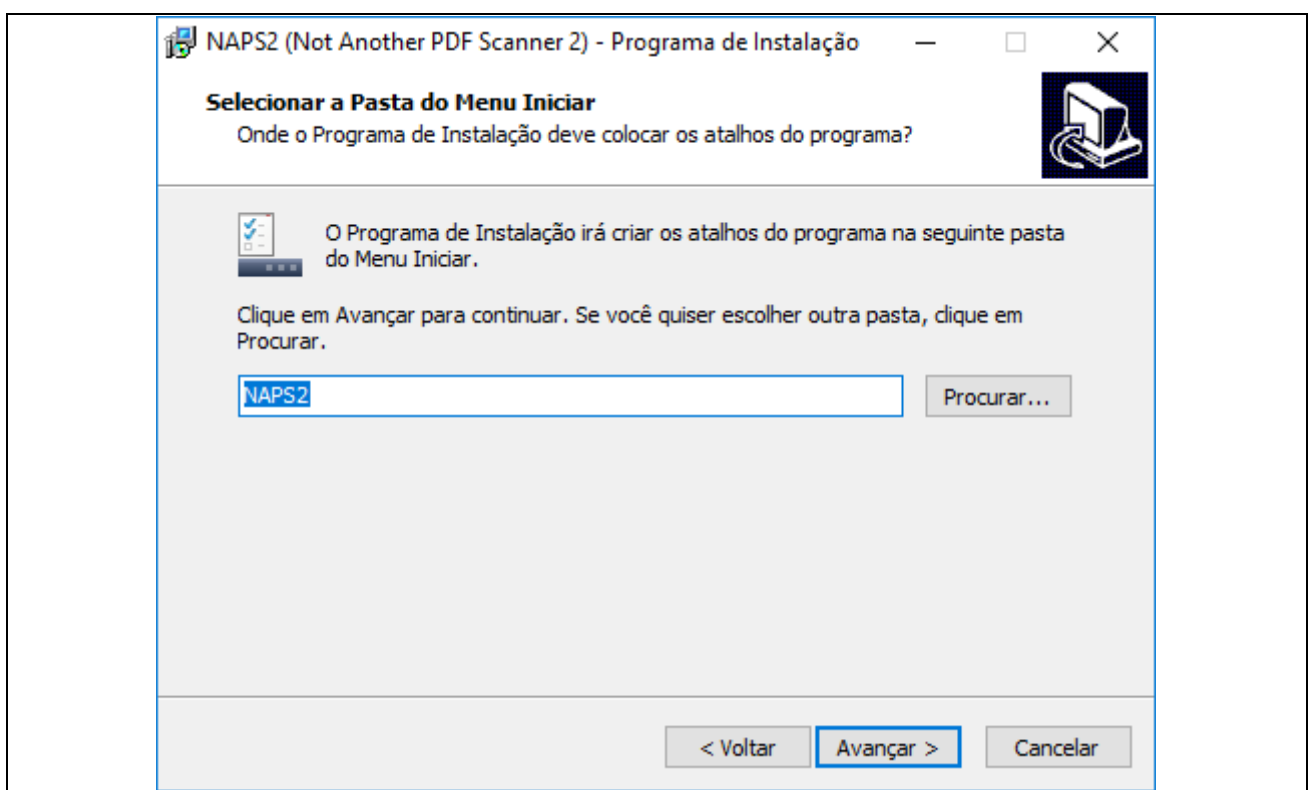 NAPS2 (Not Another PDF Scanner 2) - Programa de Instalação
Selecionar a Pasta do Menu Iniciar
Onde o Programa de Instalação deve colocar os atalhos do programa?
O Programa de Instalação irá criar os atalhos do programa na seguinte pasta
do Menu Iniciar.
Clique em Avançar para continuar. Se você quiser escolher outra pasta, clique em
Procurar.
NAPS2
Procurar...
< Voltar
Avançar >
Cancelar